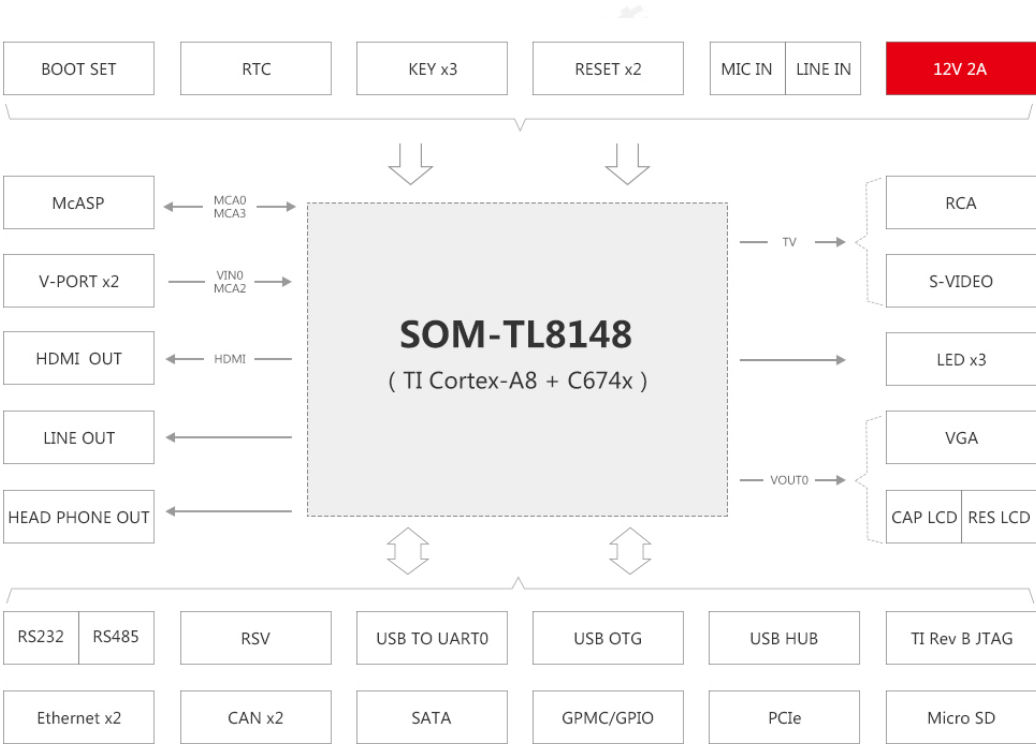 BOOT SET
RTC
KEY x3
RESET x2
MIC IN
LINE IN
12V 2A
McASP
MCA0
MCA3
V-PORT x2
VIN0
MCA2
HDMI OUT
HDMI
LINE OUT
HEAD PHONE OUT
SOM-TL8148
( TI Cortex-A8 + C674x )
TV
RCA
S-VIDEO
LED x3
VOUT0
VGA
CAP LCD
RES LCD
RS232
RS485
RSV
USB TO UART0
USB OTG
USB HUB
TI Rev B JTAG
Ethernet x2
CAN x2
SATA
GPMC/GPIO
PCIe
Micro SD